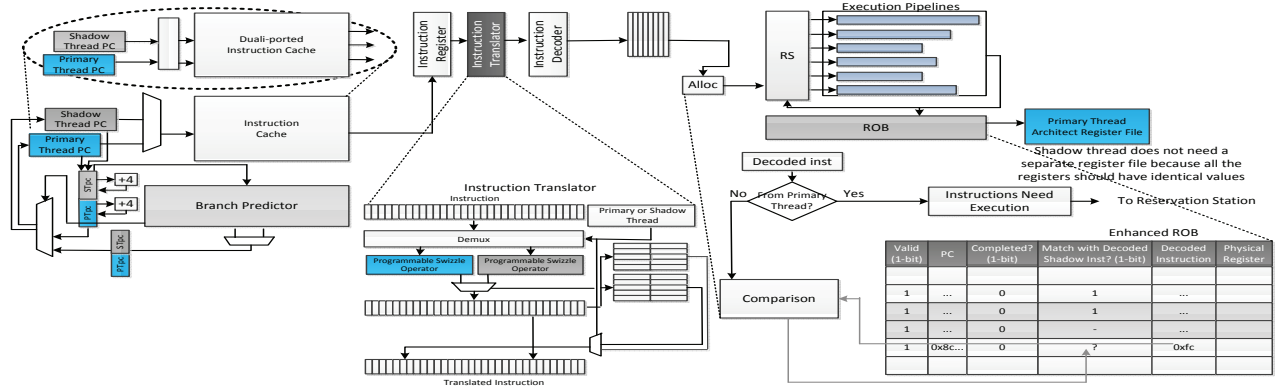 Shadow
Thread PC
Primary
Thread PC
Duali-ported
Instruction Cache
Instruction
Register
Instruction
Translator
Instruction
Decoder
Alloc
RS
Execution Pipelines
ROB
Primary Thread
Architect Register File
Shadow thread does not need a
separate register file because all the
registers should have identical values
Shadow
Thread PC
Primary
Thread PC
Instruction
Cache
STpc
PTpc
+4
+4
Branch Predictor
STpc
PTpc
Instruction Translator
Instruction
Primary or Shadow
Thread
Demux
Programmable Swizzle
Operator
Programmable Swizzle
Operator
Translated Instruction
Decoded inst
No
From Primary
Thread?
Yes
Instructions Need
Execution
To Reservation Station
Comparison
Enhanced ROB
Valid
(1-bit)
PC
Completed?
(1-bit)
Match with Decoded
Shadow Inst? (1-bit)
Decoded
Instruction
Physical
Register
1 ... 0 1 ...
1 ... 0 1 ...
1 ... 0 - ...
1 0x8c... 0 ? 0xfc